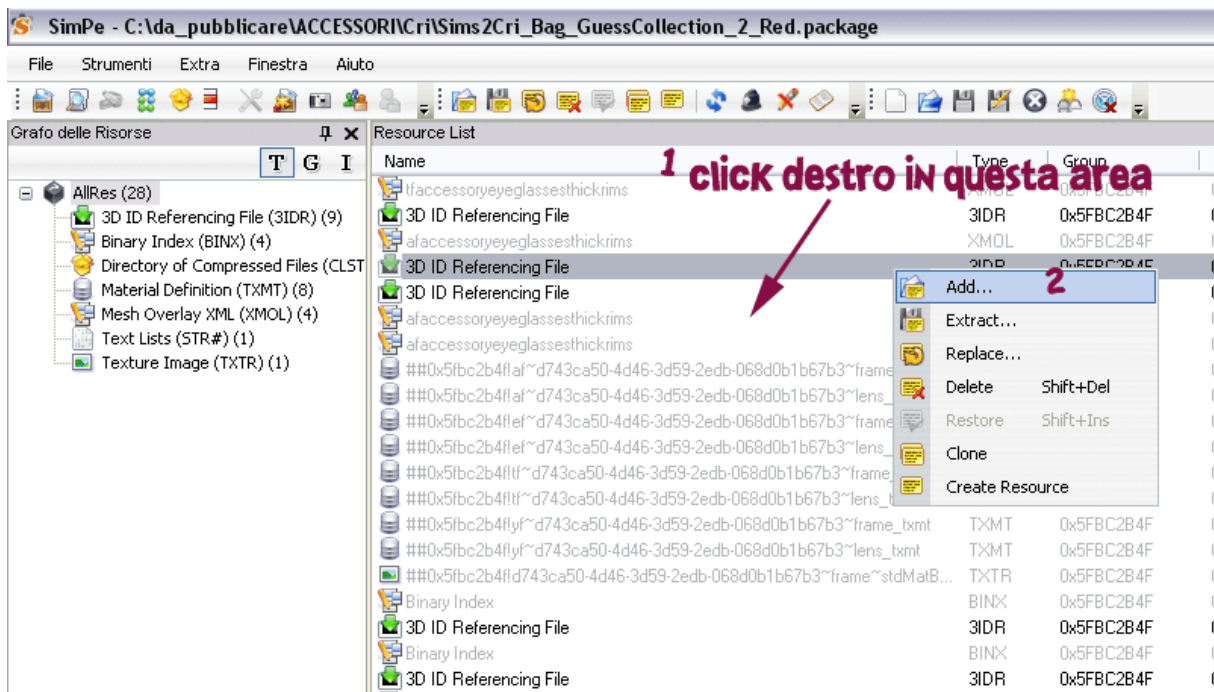 SimPe - C:\da_pubblicare\ACCESSORI\Cri\Sims2Cri_Bag_GuessCollection_2_Red.package
File Strumenti Extra Finestra Aiuto
Grafo delle Risorse
T G I
AllRes (28)
3D ID Referencing File (3IDR) (9)
Binary Index (BINX) (4)
Directory of Compressed Files (CLST
Material Definition (TXMT) (8)
Mesh Overlay XML (XMOL) (4)
Text Lists (STR#) (1)
Texture Image (TXTR) (1)
Resource List
Name Type Group
1 click destro in questa area
tfaccessoryeyeglassesthickrims XMOL
3D ID Referencing File 3IDR 0x5FBC2B4F
afaccessoryeyeglassesthickrims XMOL 0x5FBC2B4F
3D ID Referencing File 3IDR 0x5FBC2B4F
3D ID Referencing File
afaccessoryeyeglassesthickrims
afaccessoryeyeglassesthickrims
##0x5fbc2b4f!af~d743ca50-4d46-3d59-2edb-068d0b1b67b3~frame
##0x5fbc2b4f!af~d743ca50-4d46-3d59-2edb-068d0b1b67b3~lens_
##0x5fbc2b4f!ef~d743ca50-4d46-3d59-2edb-068d0b1b67b3~frame
##0x5fbc2b4f!ef~d743ca50-4d46-3d59-2edb-068d0b1b67b3~lens_
##0x5fbc2b4f!tf~d743ca50-4d46-3d59-2edb-068d0b1b67b3~frame_
##0x5fbc2b4f!tf~d743ca50-4d46-3d59-2edb-068d0b1b67b3~lens_t
##0x5fbc2b4f!yf~d743ca50-4d46-3d59-2edb-068d0b1b67b3~frame_txmt TXMT 0x5FBC2B4F
##0x5fbc2b4f!yf~d743ca50-4d46-3d59-2edb-068d0b1b67b3~lens_txmt TXMT 0x5FBC2B4F
##0x5fbc2b4f!d743ca50-4d46-3d59-2edb-068d0b1b67b3~frame~stdMatB... TXTR 0x5FBC2B4F
Binary Index BINX 0x5FBC2B4F
3D ID Referencing File 3IDR 0x5FBC2B4F
Binary Index BINX 0x5FBC2B4F
3D ID Referencing File 3IDR 0x5FBC2B4F
Add... 2
Extract...
Replace...
Delete Shift+Del
Restore Shift+Ins
Clone
Create Resource